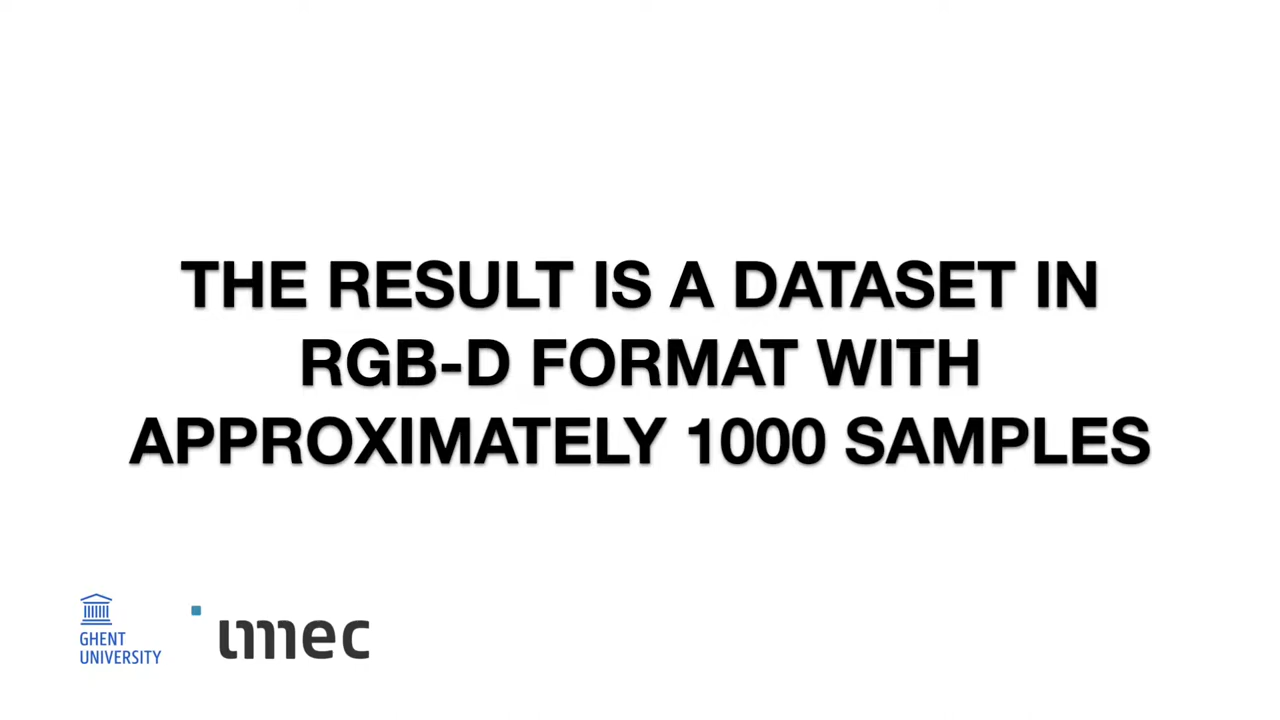 THE RESULT IS A DATASET IN
RGB-D FORMAT WITH
APPROXIMATELY 1000 SAMPLES
GHENT
UNIVERSITY
imec